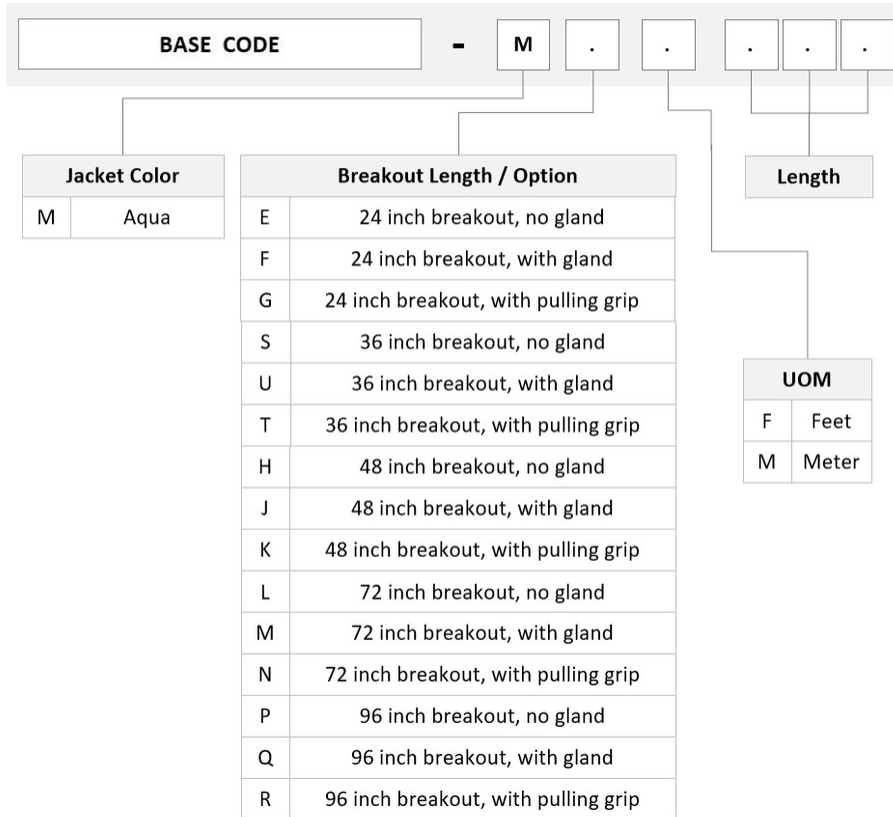 BASE CODE - M . . . . .
Jacket Color
M Aqua
Breakout Length / Option
E 24 inch breakout, no gland
F 24 inch breakout, with gland
G 24 inch breakout, with pulling grip
S 36 inch breakout, no gland
U 36 inch breakout, with gland
T 36 inch breakout, with pulling grip
H 48 inch breakout, no gland
J 48 inch breakout, with gland
K 48 inch breakout, with pulling grip
L 72 inch breakout, no gland
M 72 inch breakout, with gland
N 72 inch breakout, with pulling grip
P 96 inch breakout, no gland
Q 96 inch breakout, with gland
R 96 inch breakout, with pulling grip
Length
UOM
F Feet
M Meter